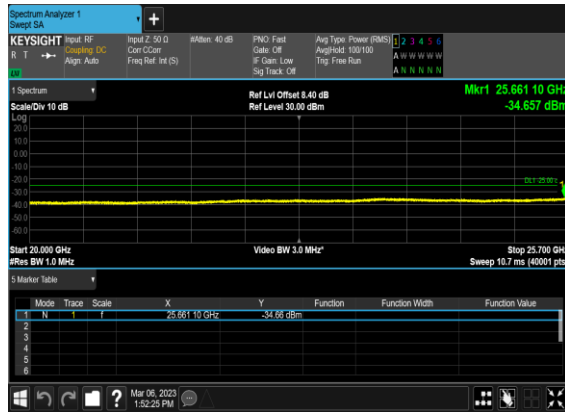 Spectrum Analyzer 1
Swept SA
+
KEYSIGHT Input: RF Input Z: 50 Ω #Atten: 40 dB PNO: Fast Avg Type: Power (RMS) 1 2 3 4 5 6
R T Coupling: DC Corr CCorr Gate: Off Avg|Hold: 100/100 A W W W W W
Align: Auto Freq Ref: Int (S) IF Gain: Low Trig: Free Run
LW Sig Track: Off A N N N N N
1 Spectrum Ref Lvl Offset 8.40 dB Mkr1 25.661 10 GHz
Scale/Div 10 dB Ref Level 30.00 dBm -34.657 dBm
Log
20.0
10.0
0.00
-10.0
-20.0
DL1 -25.00
-30.0
-40.0
-50.0
-60.0
Start 20.000 GHz Video BW 3.0 MHz* Stop 25.700 GHz
#Res BW 1.0 MHz Sweep 10.7 ms (40001 pts
5 Marker Table
Mode Trace Scale X Y Function Function Width Function Value
1 N 1 f 25.661 10 GHz -34.66 dBm
2
3
4
5
6
? Mar 06, 2023
1:52:25 PM